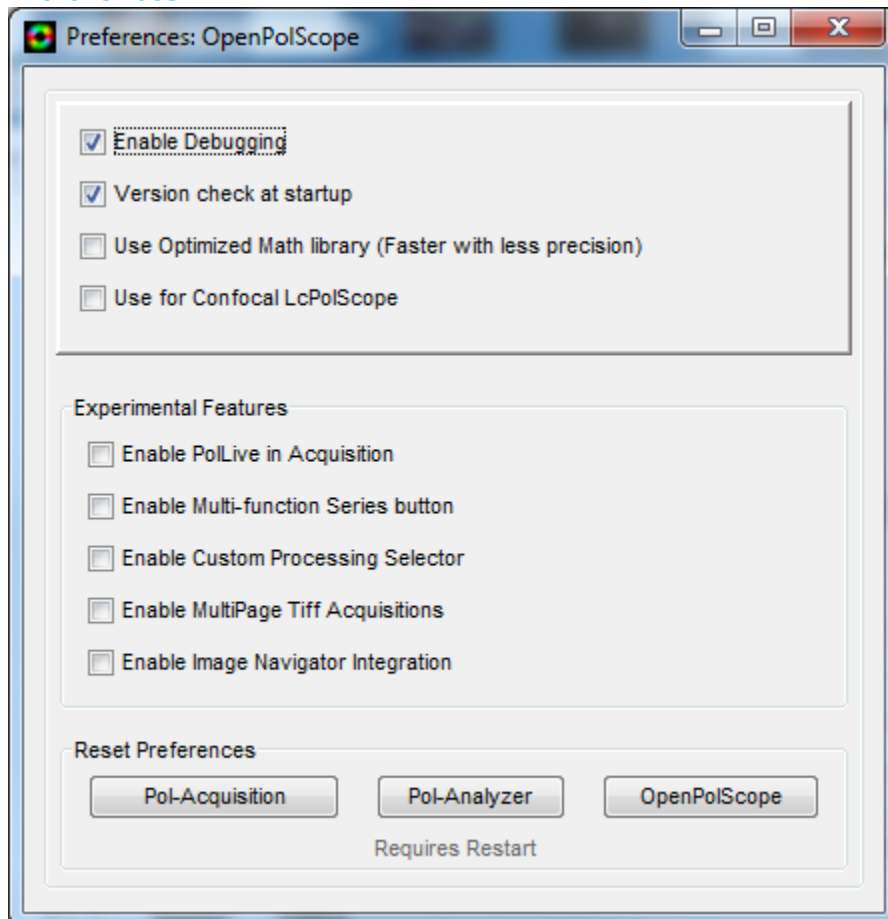 Preferences: OpenPolScope
Enable Debugging
Version check at startup
Use Optimized Math library (Faster with less precision)
Use for Confocal LcPolScope
Experimental Features
Enable PolLive in Acquisition
Enable Multi-function Series button
Enable Custom Processing Selector
Enable MultiPage Tiff Acquisitions
Enable Image Navigator Integration
Reset Preferences
Pol-Acquisition Pol-Analyzer OpenPolScope
Requires Restart